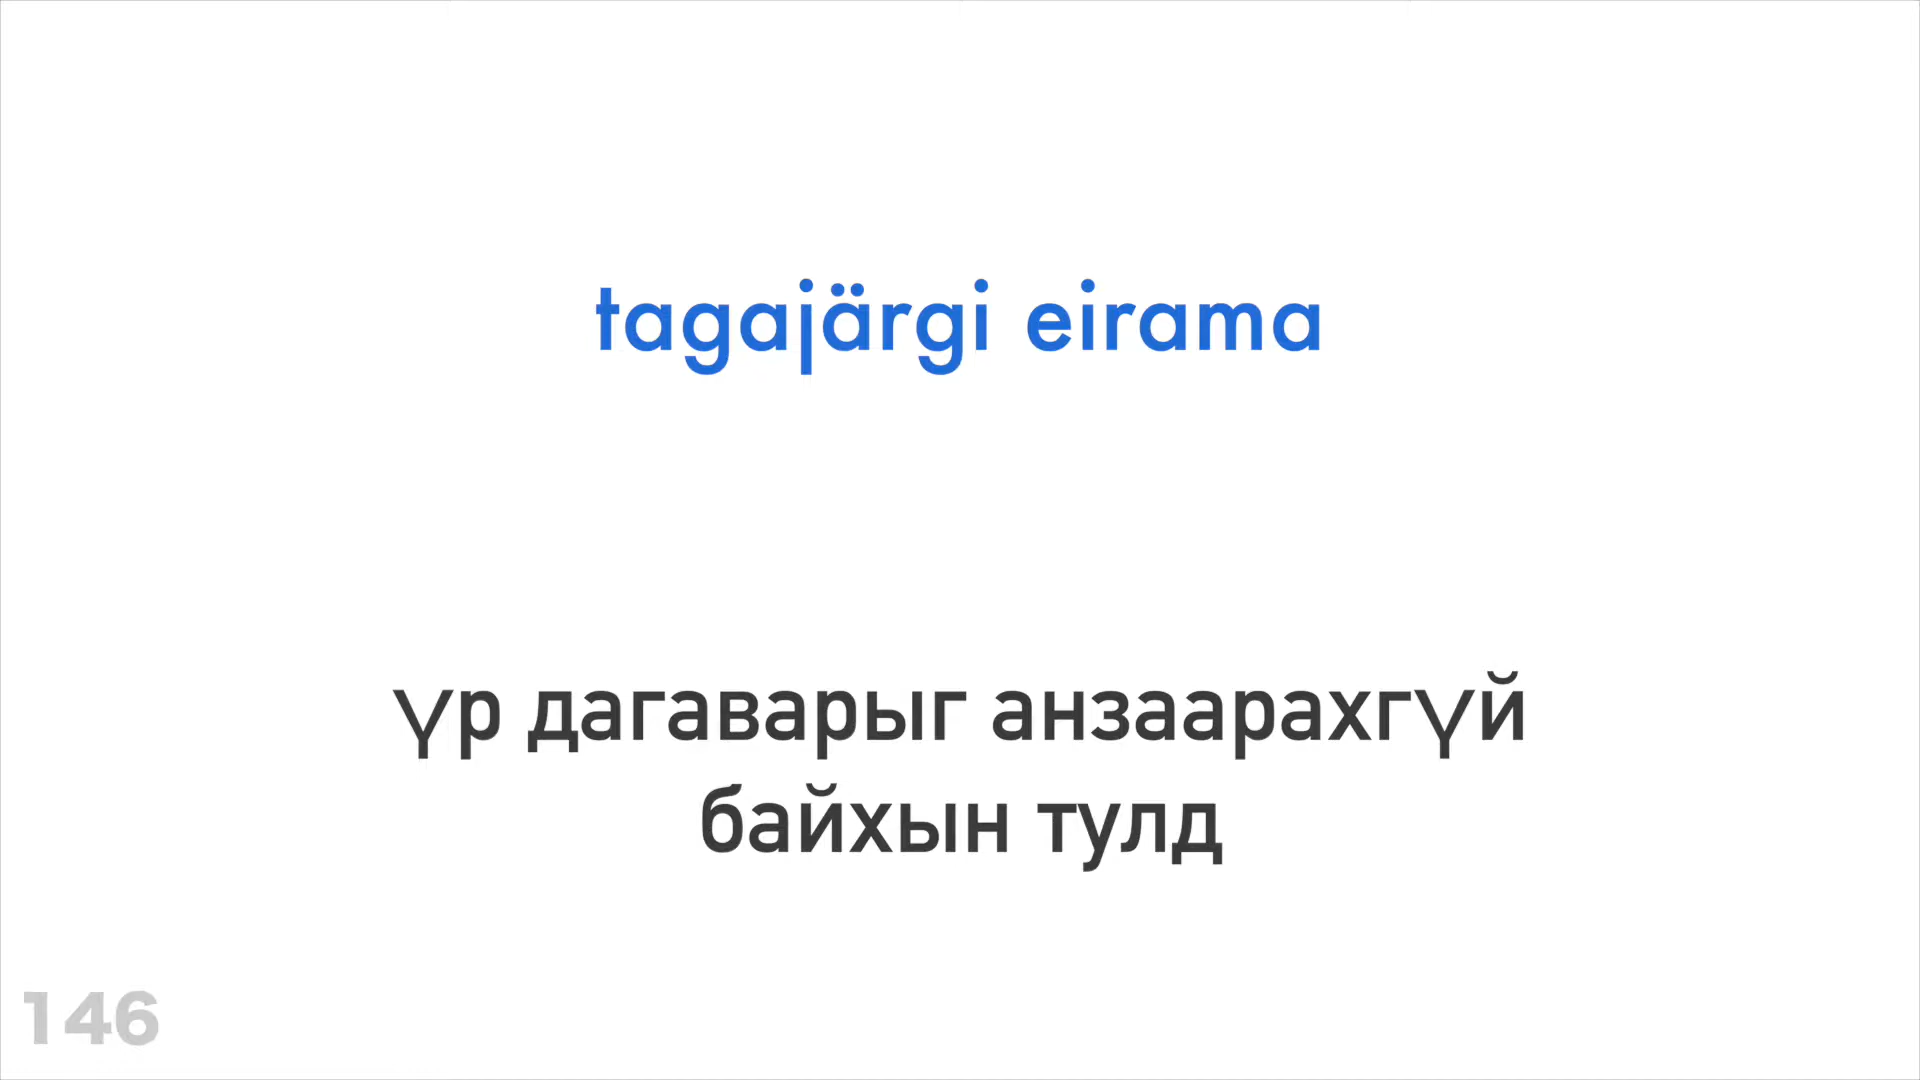 tagajärgi eirama
үр дагаварыг анзаарахгүй
байхын тулд
146